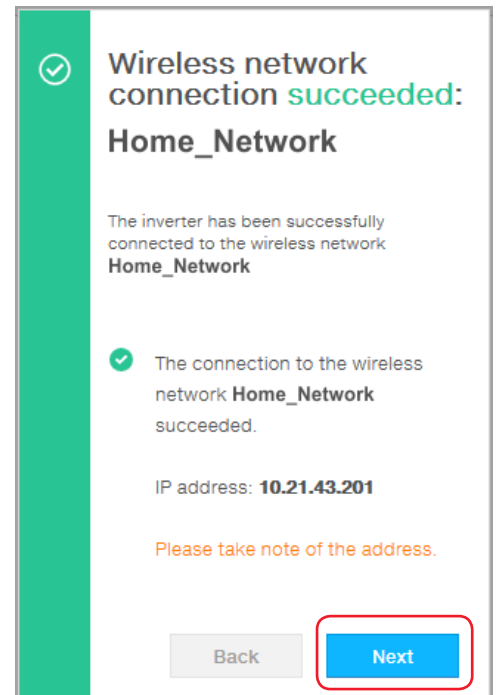 Wireless network
connection succeeded:
Home_Network
The inverter has been successfully
connected to the wireless network
Home_Network
The connection to the wireless
network Home_Network
succeeded.
IP address: 10.21.43.201
Please take note of the address.
Back
Next